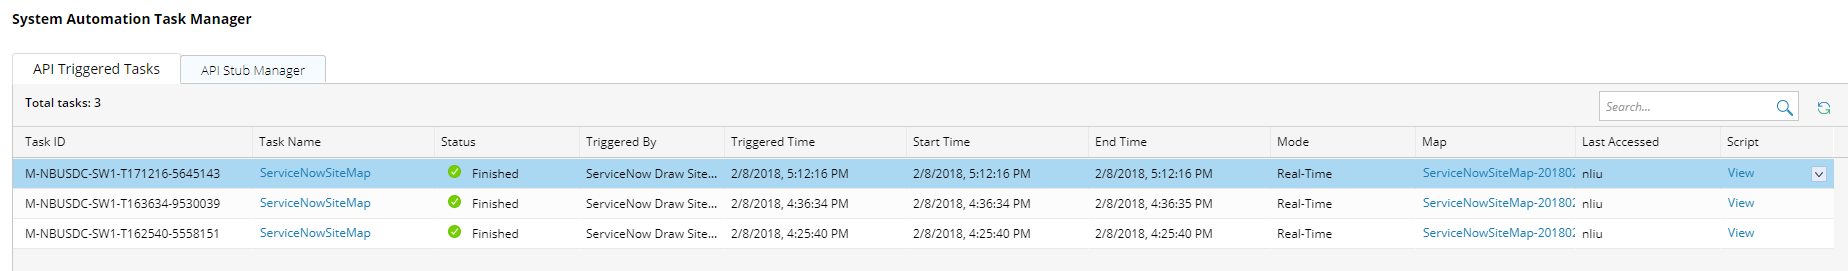 System Automation Task Manager
API Triggered Tasks API Stub Manager
Total tasks: 3 Search...
Task ID Task Name Status Triggered By Triggered Time Start Time End Time Mode Map Last Accessed Script
M-NBUSDC-SW1-T171216-5645143 ServiceNowSiteMap Finished ServiceNow Draw Site... 2/8/2018, 5:12:16 PM 2/8/2018, 5:12:16 PM 2/8/2018, 5:12:16 PM Real-Time ServiceNowSiteMap-201802 nliu View
M-NBUSDC-SW1-T163634-9530039 ServiceNowSiteMap Finished ServiceNow Draw Site... 2/8/2018, 4:36:34 PM 2/8/2018, 4:36:34 PM 2/8/2018, 4:36:35 PM Real-Time ServiceNowSiteMap-201802 nliu View
M-NBUSDC-SW1-T162540-5558151 ServiceNowSiteMap Finished ServiceNow Draw Site... 2/8/2018, 4:25:40 PM 2/8/2018, 4:25:40 PM 2/8/2018, 4:25:40 PM Real-Time ServiceNowSiteMap-201802 nliu View